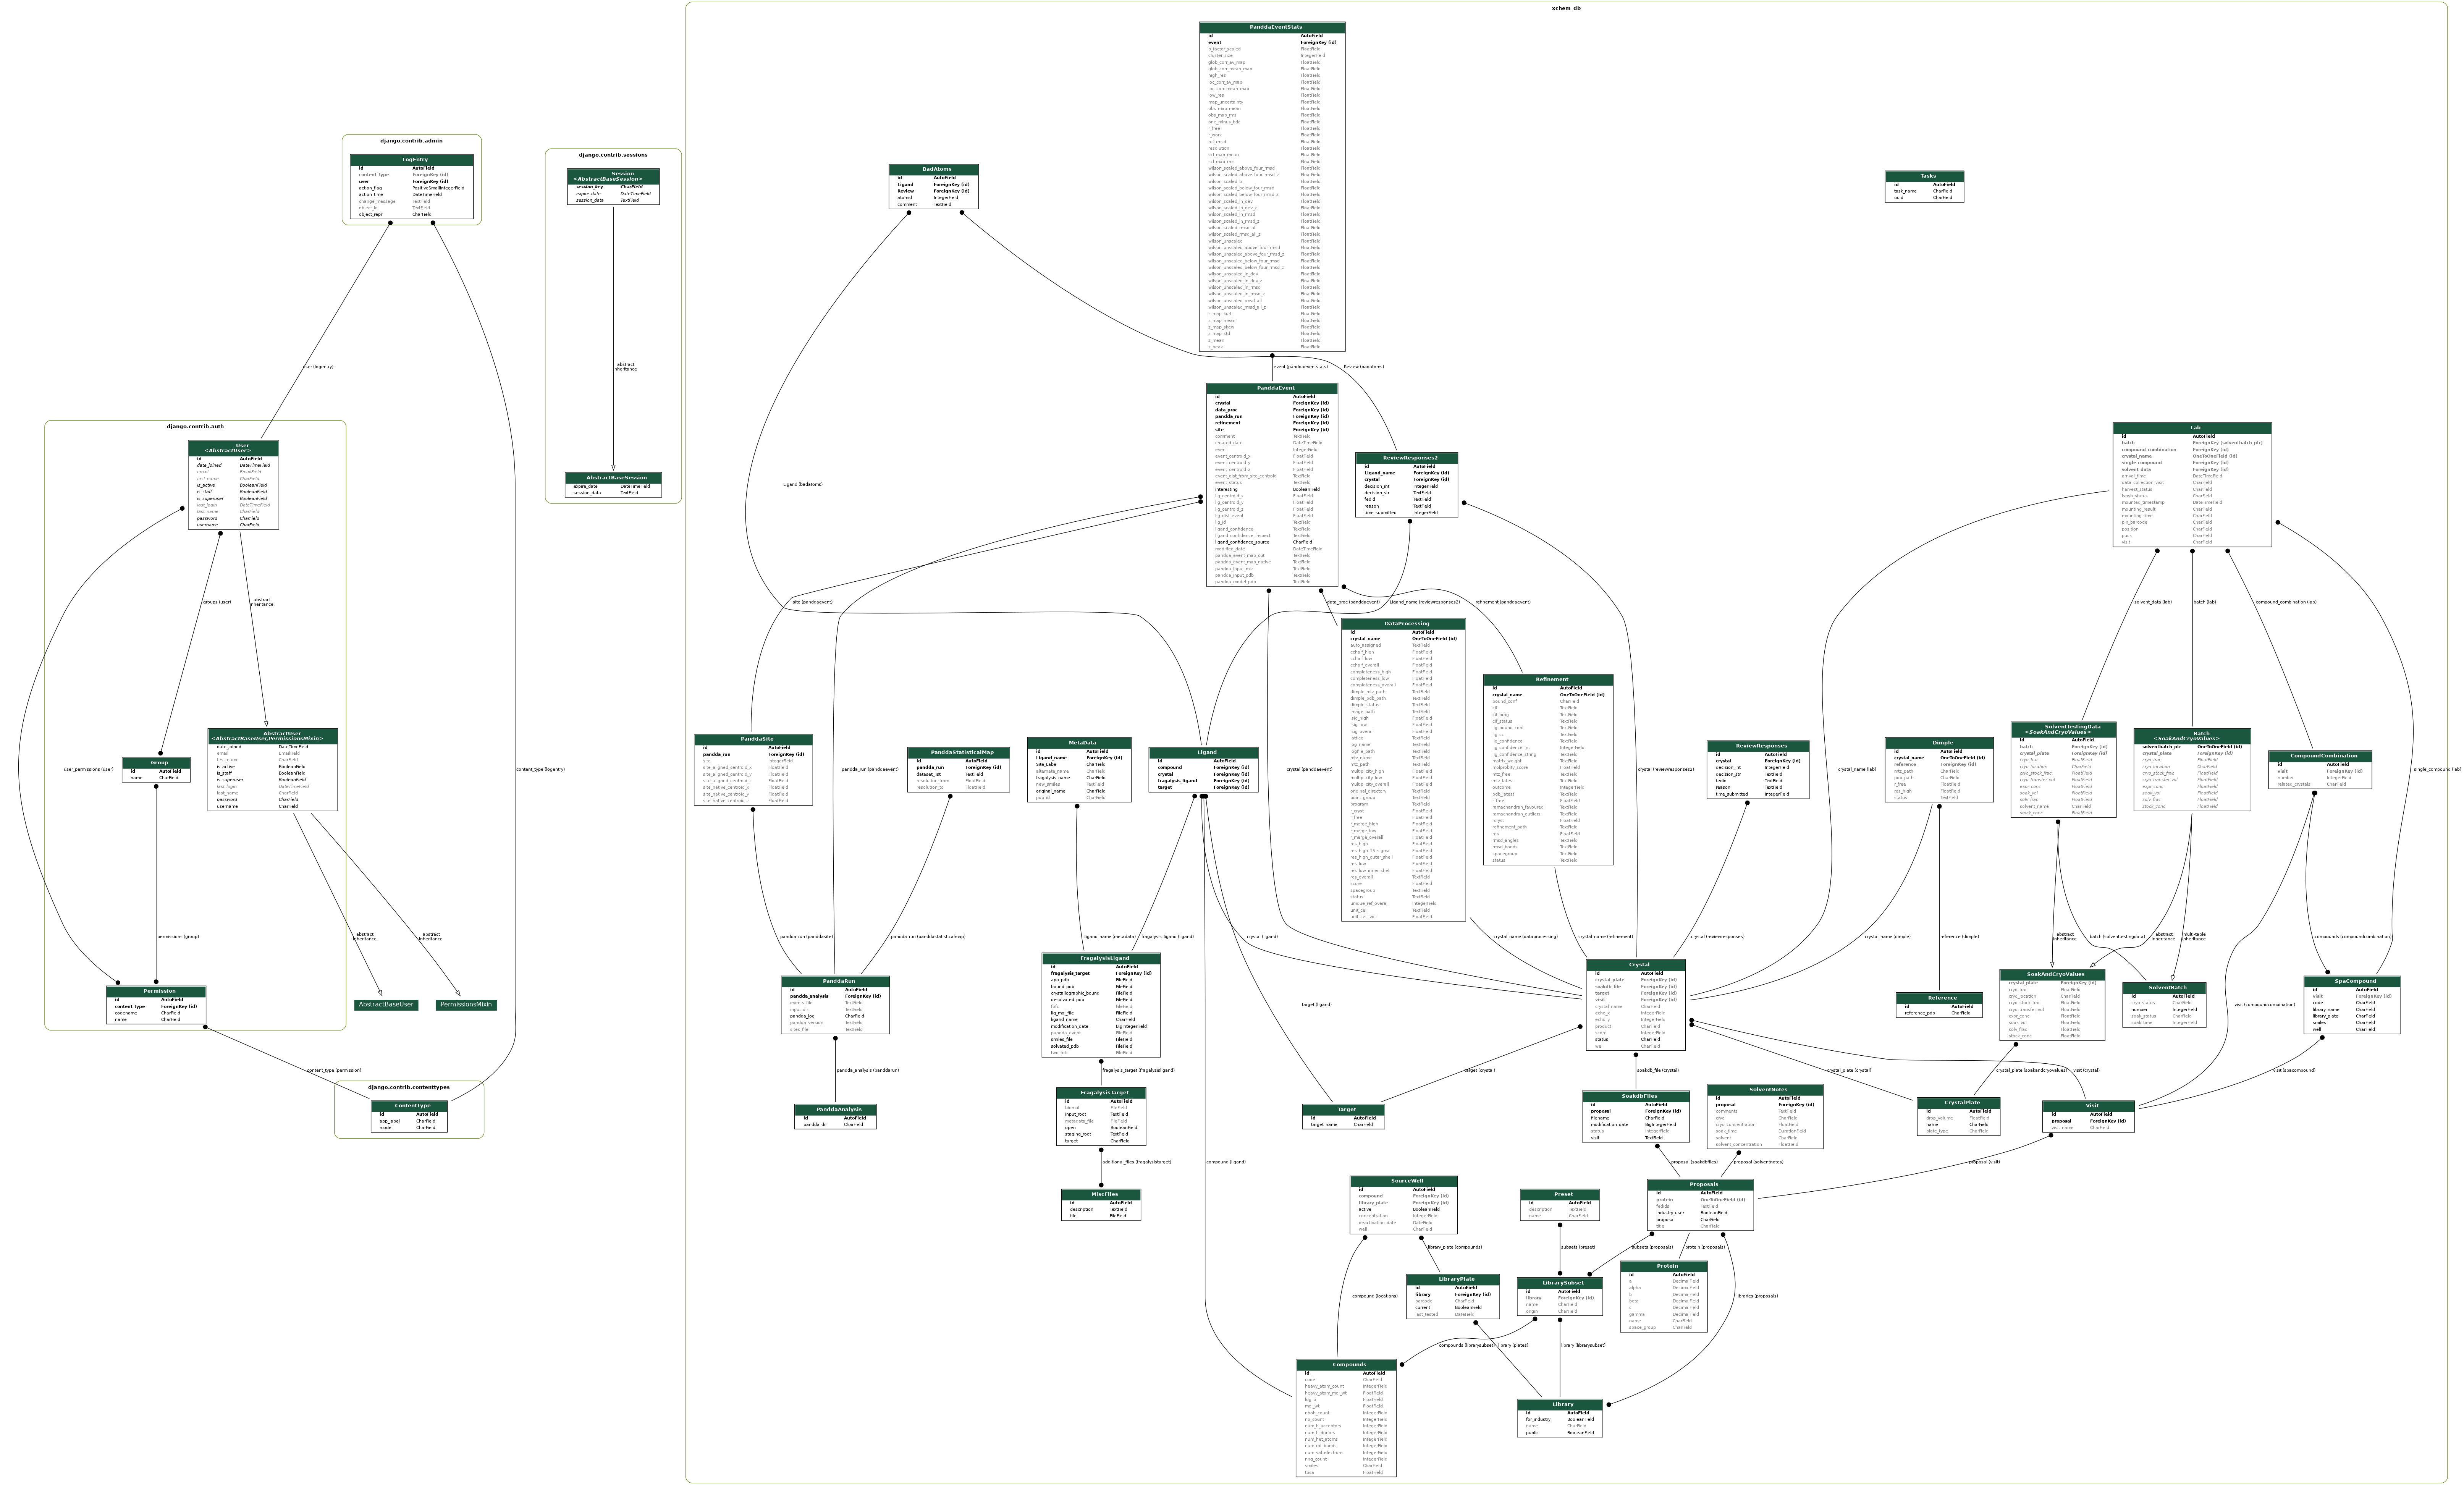 xchem_db
PanddaEventStats
id AutoField
event ForeignKey (id)
b_factor_scaled FloatField
cluster_size IntegerField
glob_corr_av_map FloatField
glob_corr_mean_map FloatField
high_res FloatField
loc_corr_av_map FloatField
loc_corr_mean_map FloatField
low_res FloatField
map_uncertainty FloatField
obs_map_mean FloatField
obs_map_rms FloatField
one_minus_bdc FloatField
r_free FloatField
r_work FloatField
ref_rmsd FloatField
resolution FloatField
scl_map_mean FloatField
scl_map_rms FloatField
wilson_scaled_above_four_rmsd FloatField
wilson_scaled_above_four_rmsd_z FloatField
wilson_scaled_b FloatField
wilson_scaled_below_four_rmsd FloatField
wilson_scaled_below_four_rmsd_z FloatField
wilson_scaled_ln_dev FloatField
wilson_scaled_ln_dev_z FloatField
wilson_scaled_ln_rmsd FloatField
wilson_scaled_ln_rmsd_z FloatField
wilson_scaled_rmsd_all FloatField
wilson_scaled_rmsd_all_z FloatField
wilson_unscaled FloatField
wilson_unscaled_above_four_rmsd FloatField
wilson_unscaled_above_four_rmsd_z FloatField
wilson_unscaled_below_four_rmsd FloatField
wilson_unscaled_below_four_rmsd_z FloatField
wilson_unscaled_ln_dev FloatField
wilson_unscaled_ln_dev_z FloatField
wilson_unscaled_ln_rmsd FloatField
wilson_unscaled_ln_rmsd_z FloatField
wilson_unscaled_rmsd_all FloatField
wilson_unscaled_rmsd_all_z FloatField
z_map_kurt FloatField
z_map_mean FloatField
z_map_skew FloatField
z_map_std FloatField
z_mean FloatField
z_peak FloatField
django.contrib.admin
LogEntry
id AutoField
content_type ForeignKey (id)
user ForeignKey (id)
action_flag PositiveSmallIntegerField
action_time DateTimeField
change_message TextField
object_id TextField
object_repr CharField
django.contrib.sessions
Session
<AbstractBaseSession>
session_key CharField
expire_date DateTimeField
session_data TextField
BadAtoms
id AutoField
Ligand ForeignKey (id)
Review ForeignKey (id)
atomid IntegerField
comment TextField
Tasks
id AutoField
task_name CharField
uuid CharField
user (logentry)
abstract
inheritance
event (panddaeventstats)
Review (badatoms)
PanddaEvent
id AutoField
crystal ForeignKey (id)
data_proc ForeignKey (id)
pandda_run ForeignKey (id)
refinement ForeignKey (id)
site ForeignKey (id)
comment TextField
created_date DateTimeField
event IntegerField
event_centroid_x FloatField
event_centroid_y FloatField
event_centroid_z FloatField
event_dist_from_site_centroid TextField
event_status TextField
interesting BooleanField
lig_centroid_x FloatField
lig_centroid_y FloatField
lig_centroid_z FloatField
lig_dist_event FloatField
lig_id TextField
ligand_confidence TextField
ligand_confidence_inspect TextField
ligand_confidence_source CharField
modified_date DateTimeField
pandda_event_map_cut TextField
pandda_event_map_native TextField
pandda_input_mtz TextField
pandda_input_pdb TextField
pandda_model_pdb TextField
django.contrib.auth
User
<AbstractUser>
id AutoField
date_joined DateTimeField
email EmailField
first_name CharField
is_active BooleanField
is_staff BooleanField
is_superuser BooleanField
last_login DateTimeField
last_name CharField
password CharField
username CharField
AbstractBaseSession
expire_date DateTimeField
session_data TextField
ReviewResponses2
id AutoField
Ligand_name ForeignKey (id)
crystal ForeignKey (id)
decision_int IntegerField
decision_str TextField
fedid TextField
reason TextField
time_submitted IntegerField
Lab
id AutoField
batch ForeignKey (solventbatch_ptr)
compound_combination ForeignKey (id)
crystal_name OneToOneField (id)
single_compound ForeignKey (id)
solvent_data ForeignKey (id)
arrival_time DateTimeField
data_collection_visit CharField
harvest_status CharField
ispyb_status CharField
mounted_timestamp DateTimeField
mounting_result CharField
mounting_time CharField
pin_barcode CharField
position CharField
puck CharField
visit CharField
Ligand (badatoms)
groups (user)
abstract
inheritance
site (panddaevent)
data_proc (panddaevent)
Ligand_name (reviewresponses2)
refinement (panddaevent)
solvent_data (lab)
batch (lab)
compound_combination (lab)
DataProcessing
id AutoField
crystal_name OneToOneField (id)
auto_assigned TextField
cchalf_high FloatField
cchalf_low FloatField
cchalf_overall FloatField
completeness_high FloatField
completeness_low FloatField
completeness_overall FloatField
dimple_mtz_path TextField
dimple_pdb_path TextField
dimple_status TextField
image_path TextField
isig_high FloatField
isig_low FloatField
isig_overall FloatField
lattice TextField
log_name TextField
logfile_path TextField
mtz_name TextField
mtz_path TextField
multiplicity_high FloatField
multiplicity_low FloatField
multiplicity_overall FloatField
original_directory TextField
point_group TextField
program TextField
r_cryst FloatField
r_free FloatField
r_merge_high FloatField
r_merge_low FloatField
r_merge_overall FloatField
res_high FloatField
res_high_15_sigma FloatField
res_high_outer_shell FloatField
res_low FloatField
res_low_inner_shell FloatField
res_overall TextField
score FloatField
spacegroup TextField
status TextField
unique_ref_overall IntegerField
unit_cell TextField
unit_cell_vol FloatField
Refinement
id AutoField
crystal_name OneToOneField (id)
bound_conf CharField
cif TextField
cif_prog TextField
cif_status TextField
lig_bound_conf TextField
lig_cc TextField
lig_confidence TextField
lig_confidence_int IntegerField
lig_confidence_string TextField
matrix_weight TextField
molprobity_score FloatField
mtz_free TextField
mtz_latest TextField
outcome IntegerField
pdb_latest TextField
r_free FloatField
ramachandran_favoured TextField
ramachandran_outliers TextField
rcryst FloatField
refinement_path TextField
res FloatField
rmsd_angles TextField
rmsd_bonds TextField
spacegroup TextField
status TextField
AbstractUser
<AbstractBaseUser,PermissionsMixin>
date_joined DateTimeField
email EmailField
first_name CharField
is_active BooleanField
is_staff BooleanField
is_superuser BooleanField
last_login DateTimeField
last_name CharField
password CharField
username CharField
Group
id AutoField
name CharField
user_permissions (user)
content_type (logentry)
PanddaSite
id AutoField
pandda_run ForeignKey (id)
site IntegerField
site_aligned_centroid_x FloatField
site_aligned_centroid_y FloatField
site_aligned_centroid_z FloatField
site_native_centroid_x FloatField
site_native_centroid_y FloatField
site_native_centroid_z FloatField
pandda_run (panddaevent)
PanddaStatisticalMap
id AutoField
pandda_run ForeignKey (id)
dataset_list TextField
resolution_from FloatField
resolution_to FloatField
MetaData
id AutoField
Ligand_name ForeignKey (id)
Site_Label CharField
alternate_name CharField
fragalysis_name CharField
new_smiles TextField
original_name CharField
pdb_id CharField
Ligand
id AutoField
compound ForeignKey (id)
crystal ForeignKey (id)
fragalysis_ligand ForeignKey (id)
target ForeignKey (id)
crystal (panddaevent)
crystal (reviewresponses2)
ReviewResponses
id AutoField
crystal ForeignKey (id)
decision_int IntegerField
decision_str TextField
fedid TextField
reason TextField
time_submitted IntegerField
crystal_name (lab)
Dimple
id AutoField
crystal_name OneToOneField (id)
reference ForeignKey (id)
mtz_path CharField
pdb_path CharField
r_free FloatField
res_high FloatField
status TextField
SolventTestingData
<SoakAndCryoValues>
id AutoField
batch ForeignKey (id)
crystal_plate ForeignKey (id)
cryo_frac FloatField
cryo_location CharField
cryo_stock_frac FloatField
cryo_transfer_vol FloatField
expr_conc FloatField
soak_vol FloatField
solv_frac FloatField
solvent_name CharField
stock_conc FloatField
Batch
<SoakAndCryoValues>
solventbatch_ptr OneToOneField (id)
crystal_plate ForeignKey (id)
cryo_frac FloatField
cryo_location CharField
cryo_stock_frac FloatField
cryo_transfer_vol FloatField
expr_conc FloatField
soak_vol FloatField
solv_frac FloatField
stock_conc FloatField
CompoundCombination
id AutoField
visit ForeignKey (id)
number IntegerField
related_crystals CharField
single_compound (lab)
permissions (group)
abstract
inheritance
abstract
inheritance
pandda_run (panddasite)
pandda_run (panddastatisticalmap)
Ligand_name (metadata)
fragalysis_ligand (ligand)
crystal (ligand)
crystal_name (dataprocessing)
crystal_name (refinement)
crystal (reviewresponses)
crystal_name (dimple)
reference (dimple)
abstract
inheritance
batch (solventtestingdata)
abstract
inheritance
multi-table
inheritance
compounds (compoundcombination)
Permission
id AutoField
content_type ForeignKey (id)
codename CharField
name CharField
AbstractBaseUser
PermissionsMixin
PanddaRun
id AutoField
pandda_analysis ForeignKey (id)
events_file TextField
input_dir TextField
pandda_log CharField
pandda_version TextField
sites_file TextField
FragalysisLigand
id AutoField
fragalysis_target ForeignKey (id)
apo_pdb FileField
bound_pdb FileField
crystallographic_bound FileField
desolvated_pdb FileField
fofc FileField
lig_mol_file FileField
ligand_name CharField
modification_date BigIntegerField
pandda_event FileField
smiles_file FileField
solvated_pdb FileField
two_fofc FileField
target (ligand)
Crystal
id AutoField
crystal_plate ForeignKey (id)
soakdb_file ForeignKey (id)
target ForeignKey (id)
visit ForeignKey (id)
crystal_name CharField
echo_x IntegerField
echo_y IntegerField
product CharField
score IntegerField
status CharField
well CharField
Reference
id AutoField
reference_pdb CharField
SoakAndCryoValues
crystal_plate ForeignKey (id)
cryo_frac FloatField
cryo_location CharField
cryo_stock_frac FloatField
cryo_transfer_vol FloatField
expr_conc FloatField
soak_vol FloatField
solv_frac FloatField
stock_conc FloatField
SolventBatch
id AutoField
cryo_status CharField
number IntegerField
soak_status CharField
soak_time IntegerField
visit (compoundcombination)
SpaCompound
id AutoField
visit ForeignKey (id)
code CharField
library_name CharField
library_plate CharField
smiles CharField
well CharField
content_type (permission)
pandda_analysis (panddarun)
fragalysis_target (fragalysisligand)
target (crystal)
soakdb_file (crystal)
crystal_plate (crystal)
crystal_plate (soakandcryovalues)
visit (crystal)
visit (spacompound)
django.contrib.contenttypes
ContentType
id AutoField
app_label CharField
model CharField
PanddaAnalysis
id AutoField
pandda_dir CharField
FragalysisTarget
id AutoField
biomol FileField
input_root TextField
metadata_file FileField
open BooleanField
staging_root TextField
target CharField
Target
id AutoField
target_name CharField
SoakdbFiles
id AutoField
proposal ForeignKey (id)
filename CharField
modification_date BigIntegerField
status IntegerField
visit TextField
SolventNotes
id AutoField
proposal ForeignKey (id)
comments TextField
cryo CharField
cryo_concentration FloatField
soak_time DurationField
solvent CharField
solvent_concentration FloatField
CrystalPlate
id AutoField
drop_volume FloatField
name CharField
plate_type CharField
Visit
id AutoField
proposal ForeignKey (id)
visit_name CharField
additional_files (fragalysistarget)
compound (ligand)
proposal (soakdbfiles)
proposal (solventnotes)
proposal (visit)
MiscFiles
id AutoField
description TextField
file FileField
SourceWell
id AutoField
compound ForeignKey (id)
library_plate ForeignKey (id)
active BooleanField
concentration IntegerField
deactivation_date DateField
well CharField
Preset
id AutoField
description TextField
name CharField
Proposals
id AutoField
protein OneToOneField (id)
fedids TextField
industry_user BooleanField
proposal CharField
title CharField
library_plate (compounds)
subsets (preset)
subsets (proposals)
protein (proposals)
compound (locations)
LibraryPlate
id AutoField
library ForeignKey (id)
barcode CharField
current BooleanField
last_tested DateField
LibrarySubset
id AutoField
library ForeignKey (id)
name CharField
origin CharField
Protein
id AutoField
a DecimalField
alpha DecimalField
b DecimalField
beta DecimalField
c DecimalField
gamma DecimalField
name CharField
space_group CharField
libraries (proposals)
compounds (librarysubset)
library (plates)
library (librarysubset)
Compounds
id AutoField
code CharField
heavy_atom_count IntegerField
heavy_atom_mol_wt FloatField
log_p FloatField
mol_wt FloatField
nhoh_count IntegerField
no_count IntegerField
num_h_acceptors IntegerField
num_h_donors IntegerField
num_het_atoms IntegerField
num_rot_bonds IntegerField
num_val_electrons IntegerField
ring_count IntegerField
smiles CharField
tpsa FloatField
Library
id AutoField
for_industry BooleanField
name CharField
public BooleanField